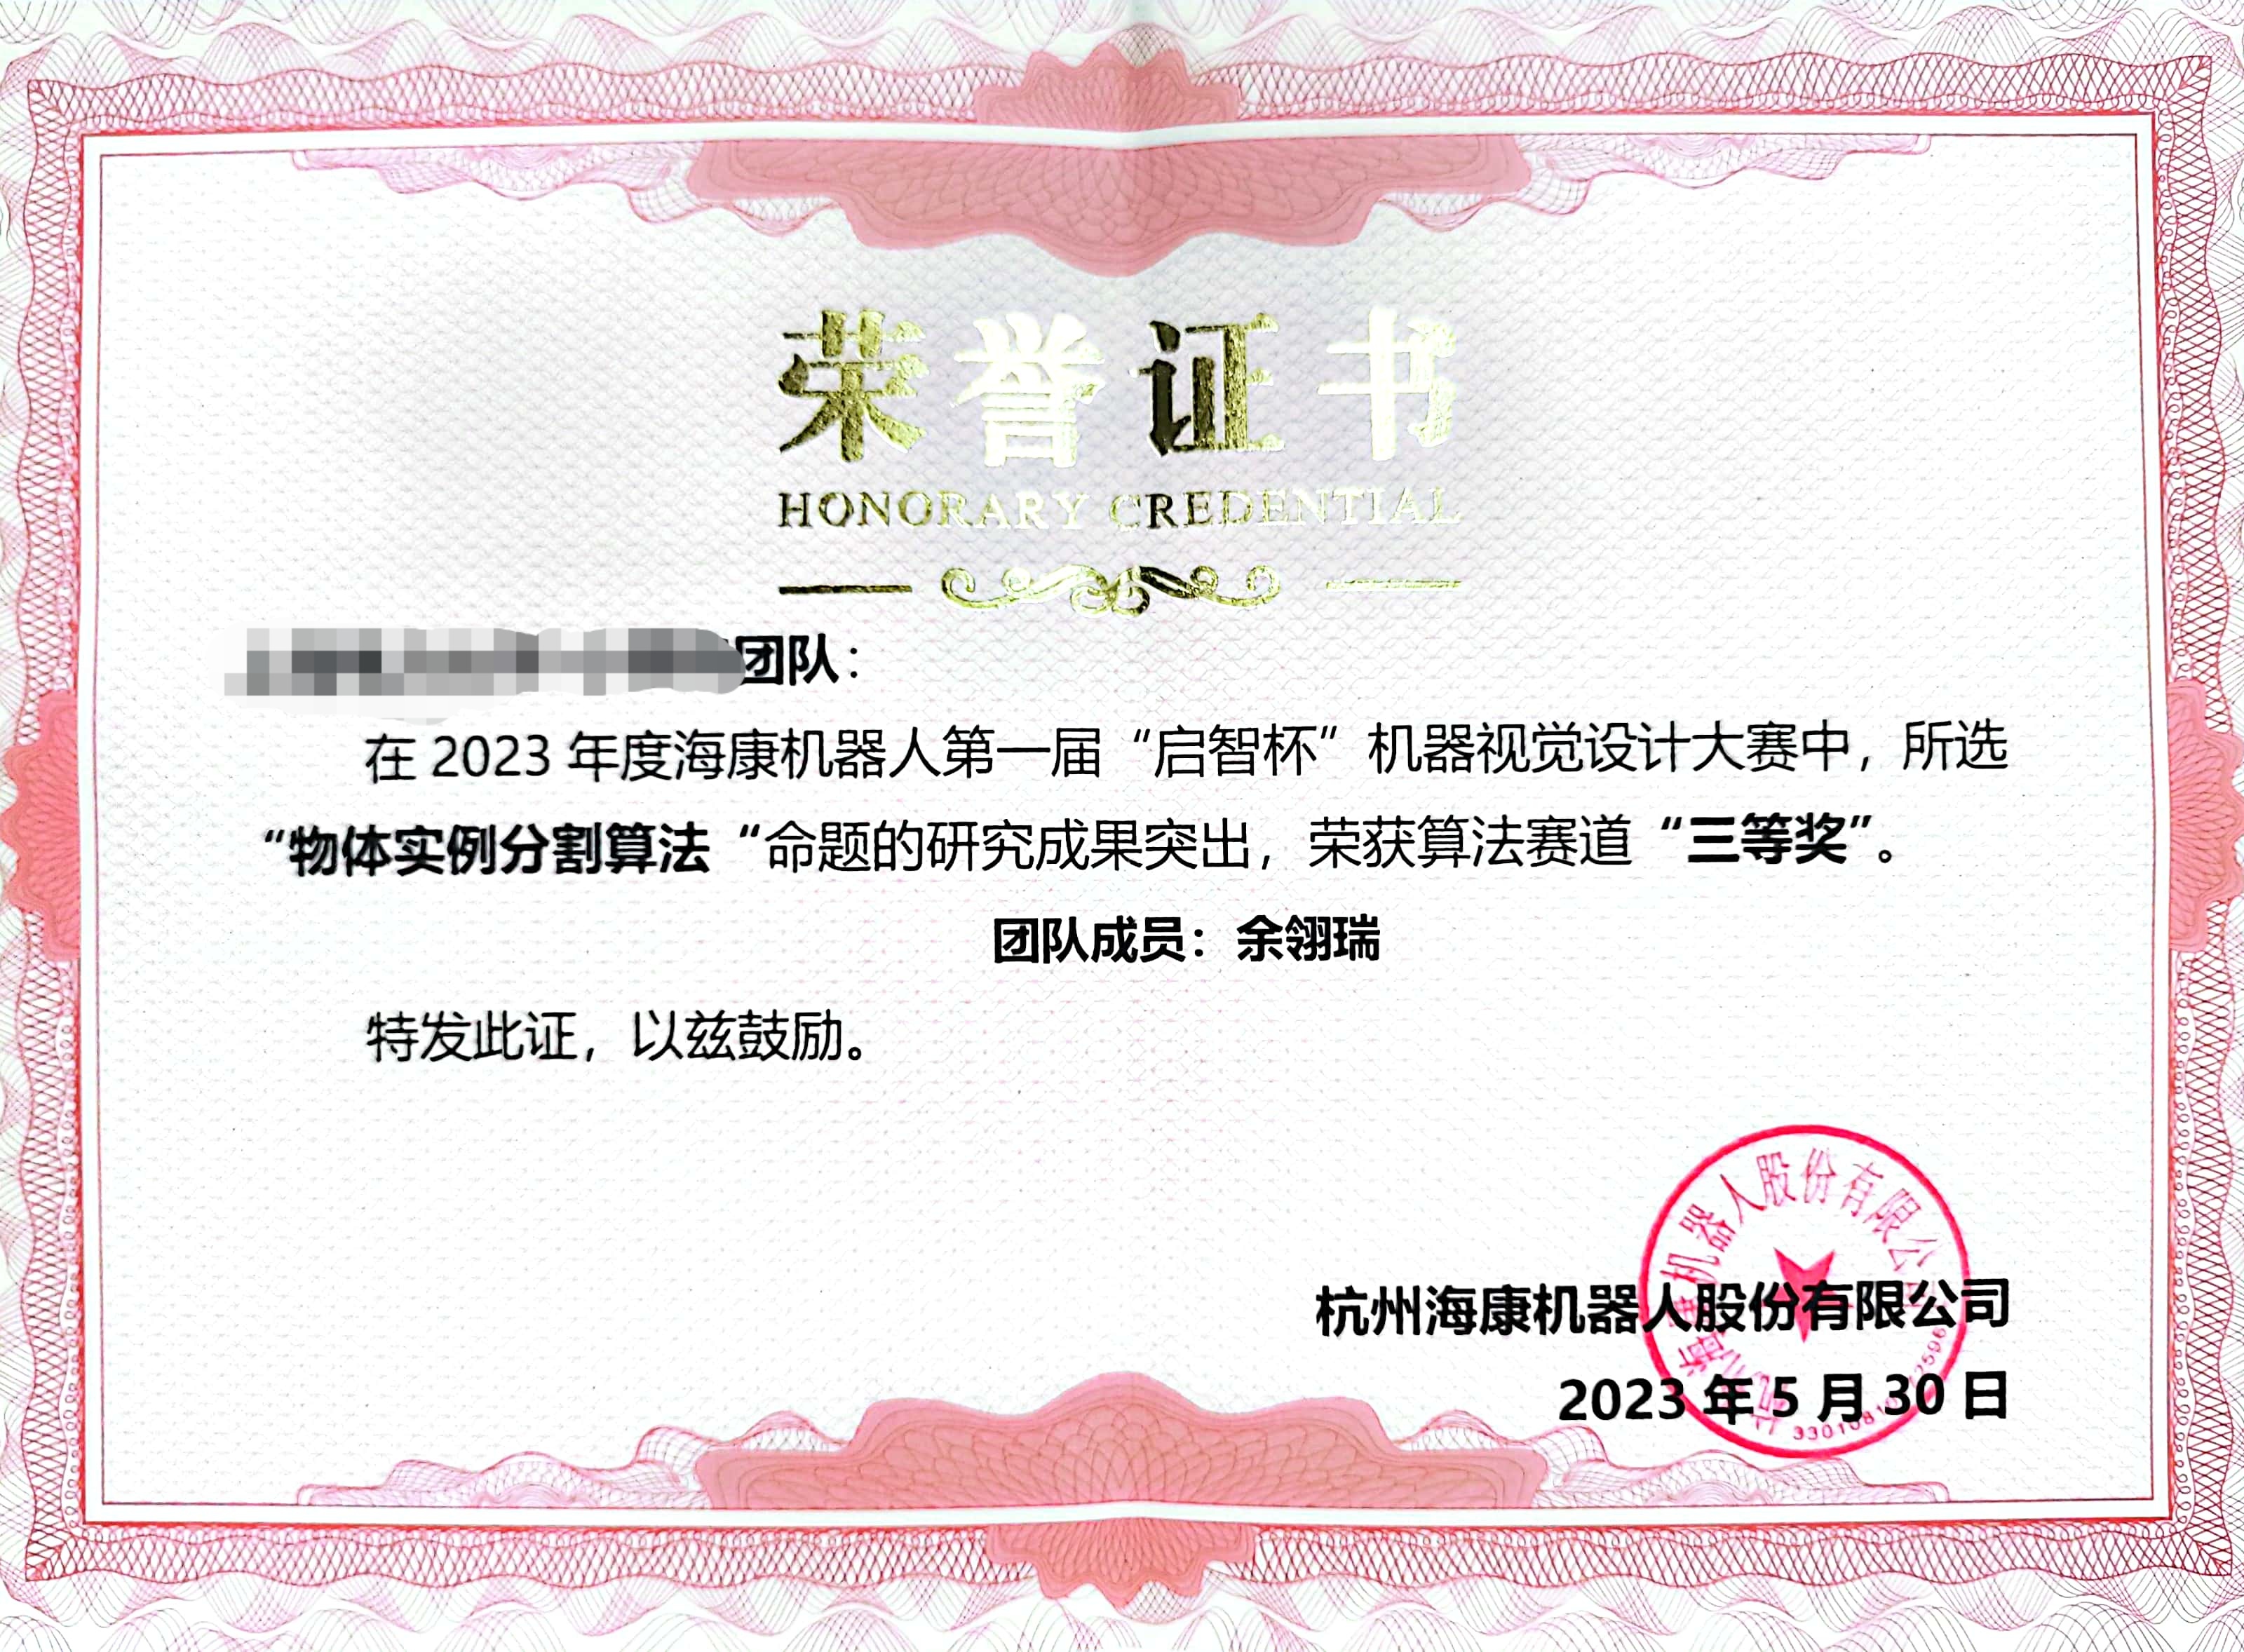 荣誉证书
HONORARY CREDENTIAL
团队：
在 2023 年度海康机器人第一届“启智杯”机器视觉设计大赛中，所选
“物体实例分割算法“命题的研究成果突出，荣获算法赛道“三等奖”。
团队成员：余翎瑞
特发此证，以兹鼓励。
机器人股份有限公
杭州海康机器人股份有限公司
2023 年 5 月 30 日